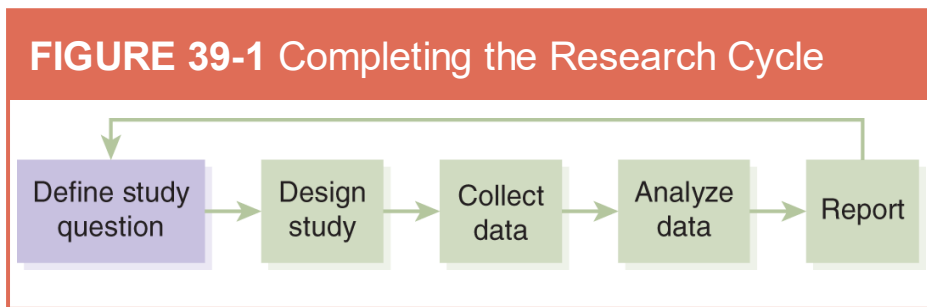 FIGURE 39-1 Completing the Research Cycle
Define study
question
Design
study
Collect
data
Analyze
data
Report